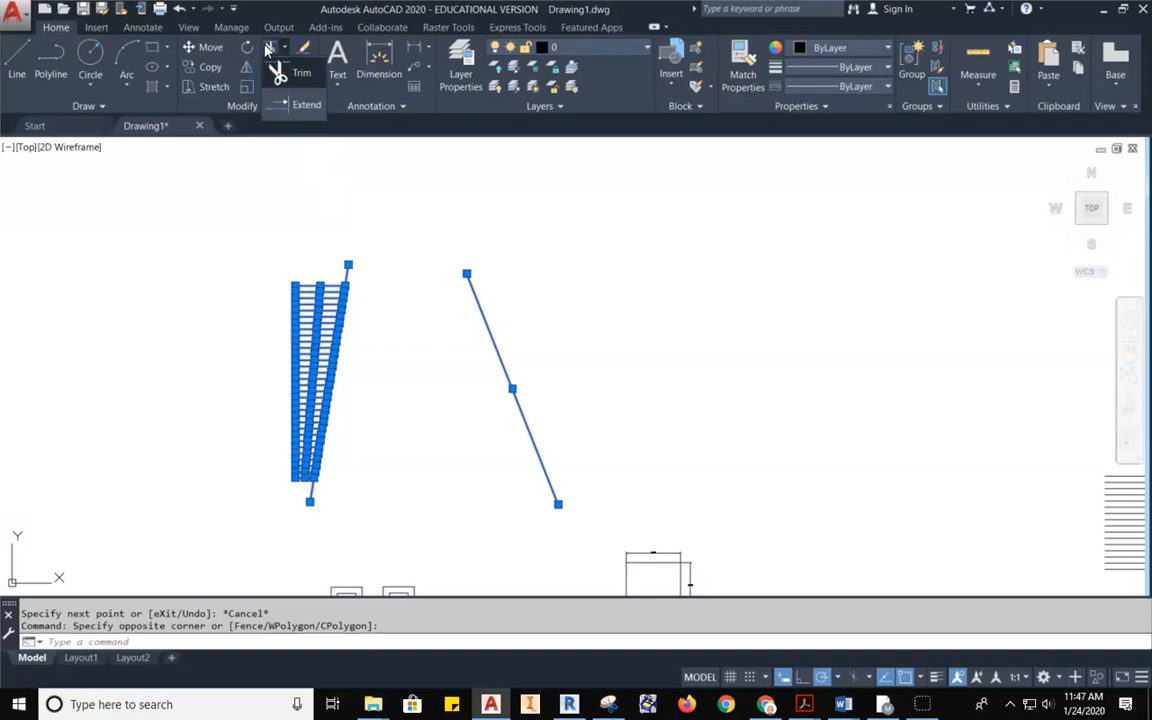 Autodesk AutoCAD 2020 - EDUCATIONAL VERSION Drawing1.dwg
Type a keyword or phrase
Sign In
Home Insert Annotate View Manage Output Add-ins Collaborate Raster Tools Express Tools Featured Apps
Line Polyline Circle Arc
Move
Copy
Stretch
Trim
Extend
Text Dimension
Layer
Properties
0
Insert
Match
Properties
ByLayer
ByLayer
ByLayer
Group
Measure
Paste
Base
Draw Modify Annotation Layers Block Properties Groups Utilities Clipboard View
Start Drawing1*
[−][Top][2D Wireframe]
N
W TOP E
S
WCS
Y
X
Specify next point or [eXit/Undo]: *Cancel*
Command: Specify opposite corner or [Fence/WPolygon/CPolygon]:
Type a command
Model Layout1 Layout2 +
MODEL 1:1
Type here to search
11:47 AM
1/24/2020